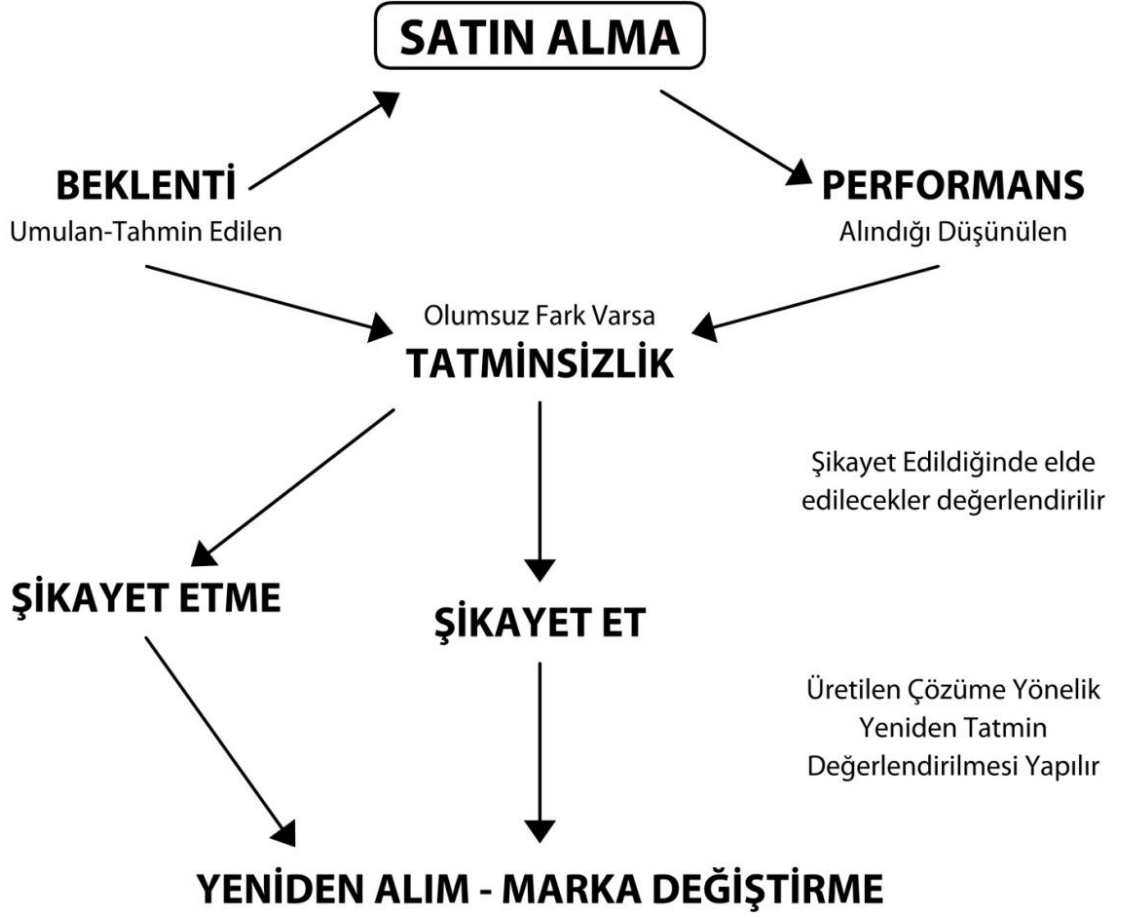 SATIN ALMA
BEKLENTİ
Umulan-Tahmin Edilen
PERFORMANS
Alındığı Düşünülen
Olumsuz Fark Varsa
TATMİNSİZLİK
Şikayet Edildiğinde elde
edilecekler değerlendirilir
ŞİKAYET ETME
ŞİKAYET ET
Üretilen Çözüme Yönelik
Yeniden Tatmin
Değerlendirilmesi Yapılır
YENİDEN ALIM - MARKA DEĞİŞTİRME